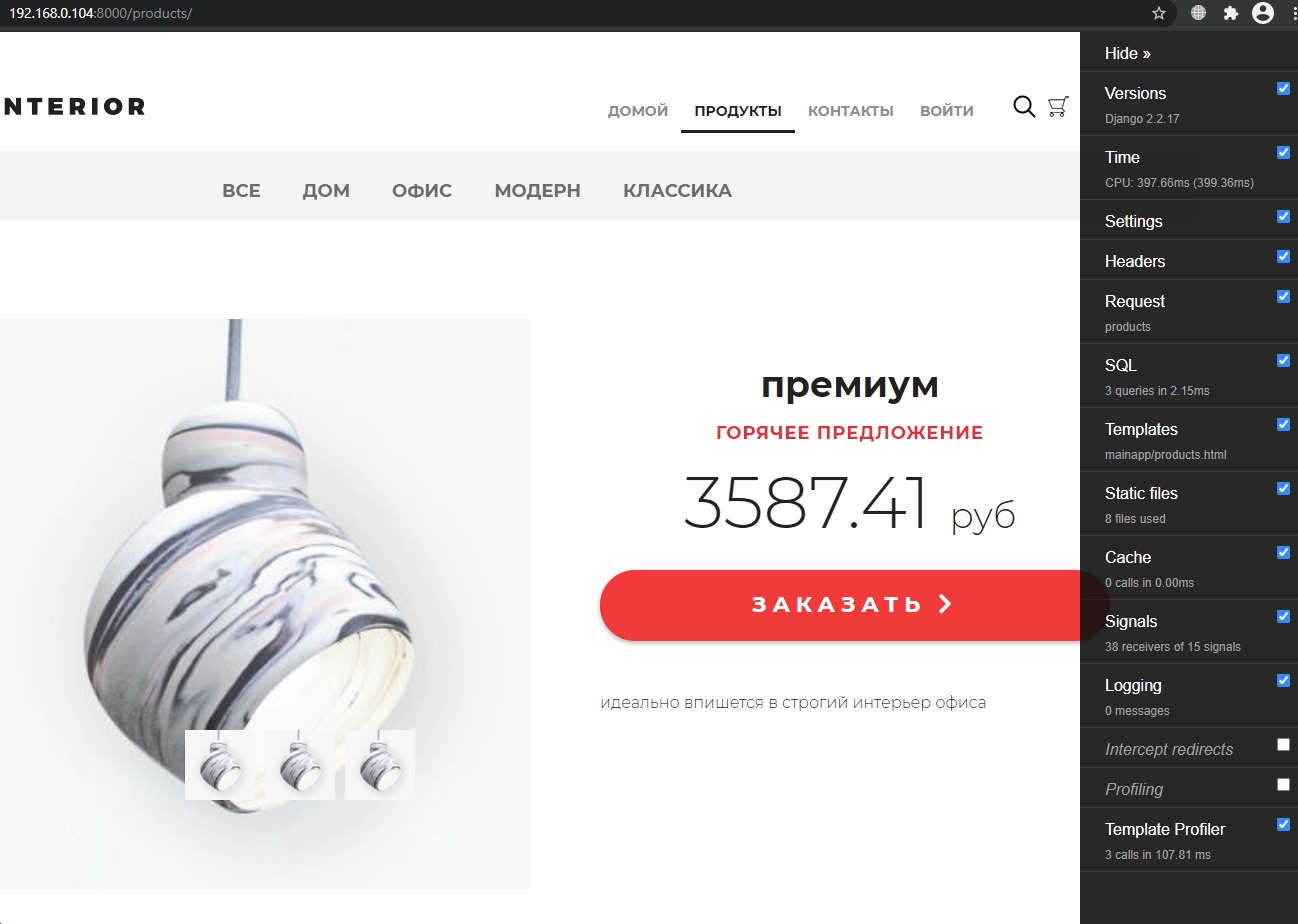 192.168.0.104:8000/products/
NTERIOR
ДОМОЙ ПРОДУКТЫ КОНТАКТЫ ВОЙТИ
ВСЕ ДОМ ОФИС МОДЕРН КЛАССИКА
премиум
ГОРЯЧЕЕ ПРЕДЛОЖЕНИЕ
3587.41 руб
ЗАКАЗАТЬ
идеально впишется в строгий интерьер офиса
Hide »
Versions
Django 2.2.17
Time
CPU: 397.66ms (399.36ms)
Settings
Headers
Request
products
SQL
3 queries in 2.15ms
Templates
mainapp/products.html
Static files
8 files used
Cache
0 calls in 0.00ms
Signals
38 receivers of 15 signals
Logging
0 messages
Intercept redirects
Profiling
Template Profiler
3 calls in 107.81 ms